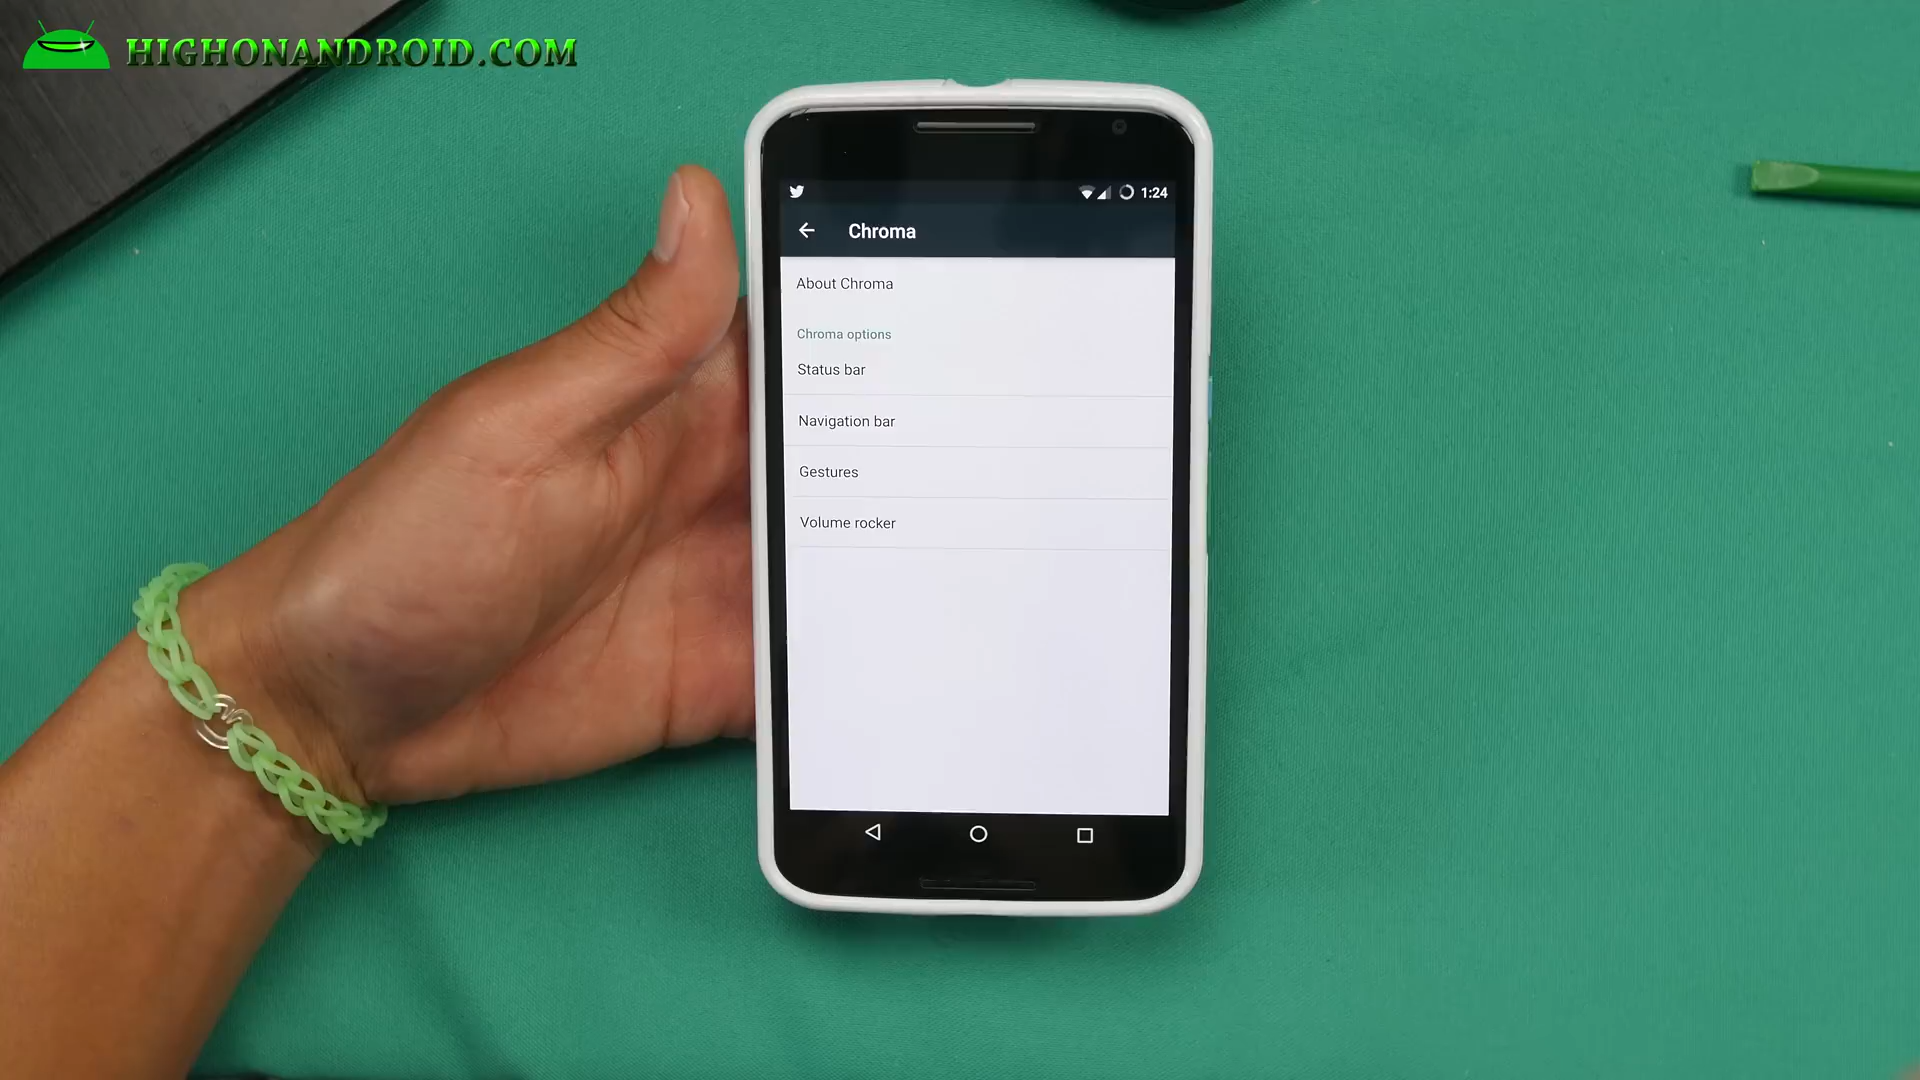 HIGHONANDROID.COM
1:24
Chroma
About Chroma
Chroma options
Status bar
Navigation bar
Gestures
Volume rocker